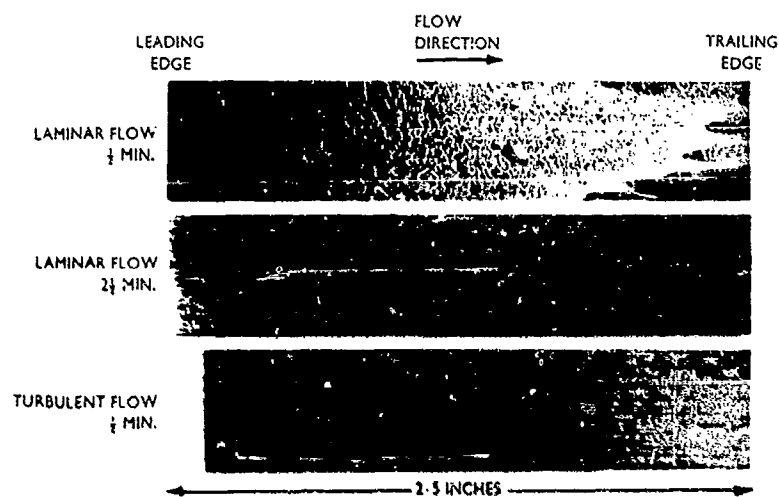 FLOW
DIRECTION
LEADING
EDGE
TRAILING
EDGE
LAMINAR FLOW
½ MIN.
LAMINAR FLOW
2½ MIN.
TURBULENT FLOW
½ MIN.
2·5 INCHES